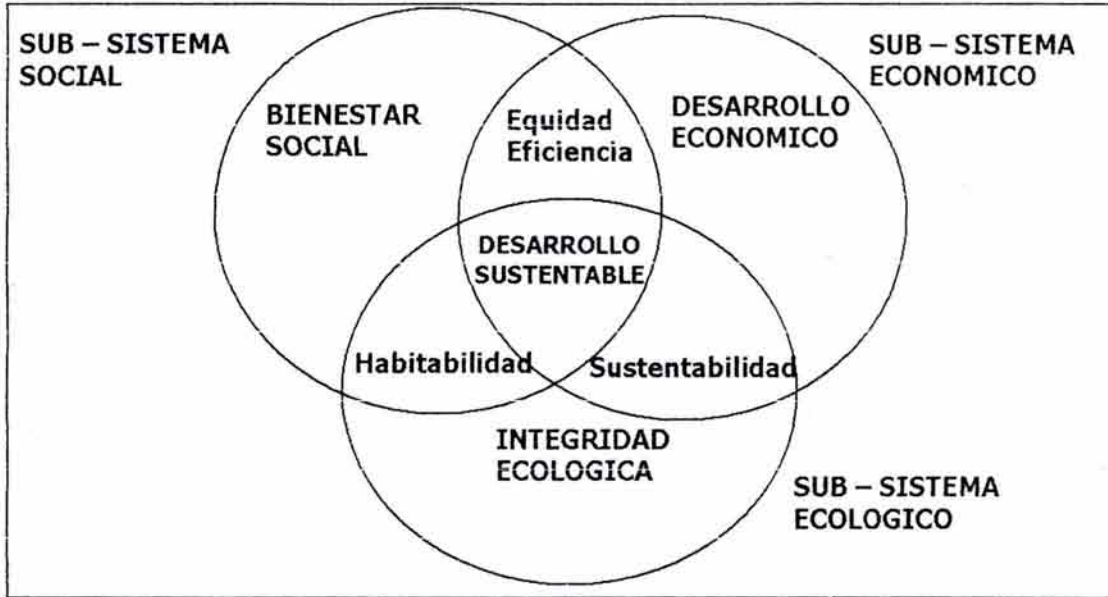 SUB – SISTEMA
SOCIAL
SUB – SISTEMA
ECONOMICO
BIENESTAR
SOCIAL
Equidad
Eficiencia
DESARROLLO
ECONOMICO
DESARROLLO
SUSTENTABLE
Habitabilidad
Sustentabilidad
INTEGRIDAD
ECOLOGICA
SUB – SISTEMA
ECOLOGICO